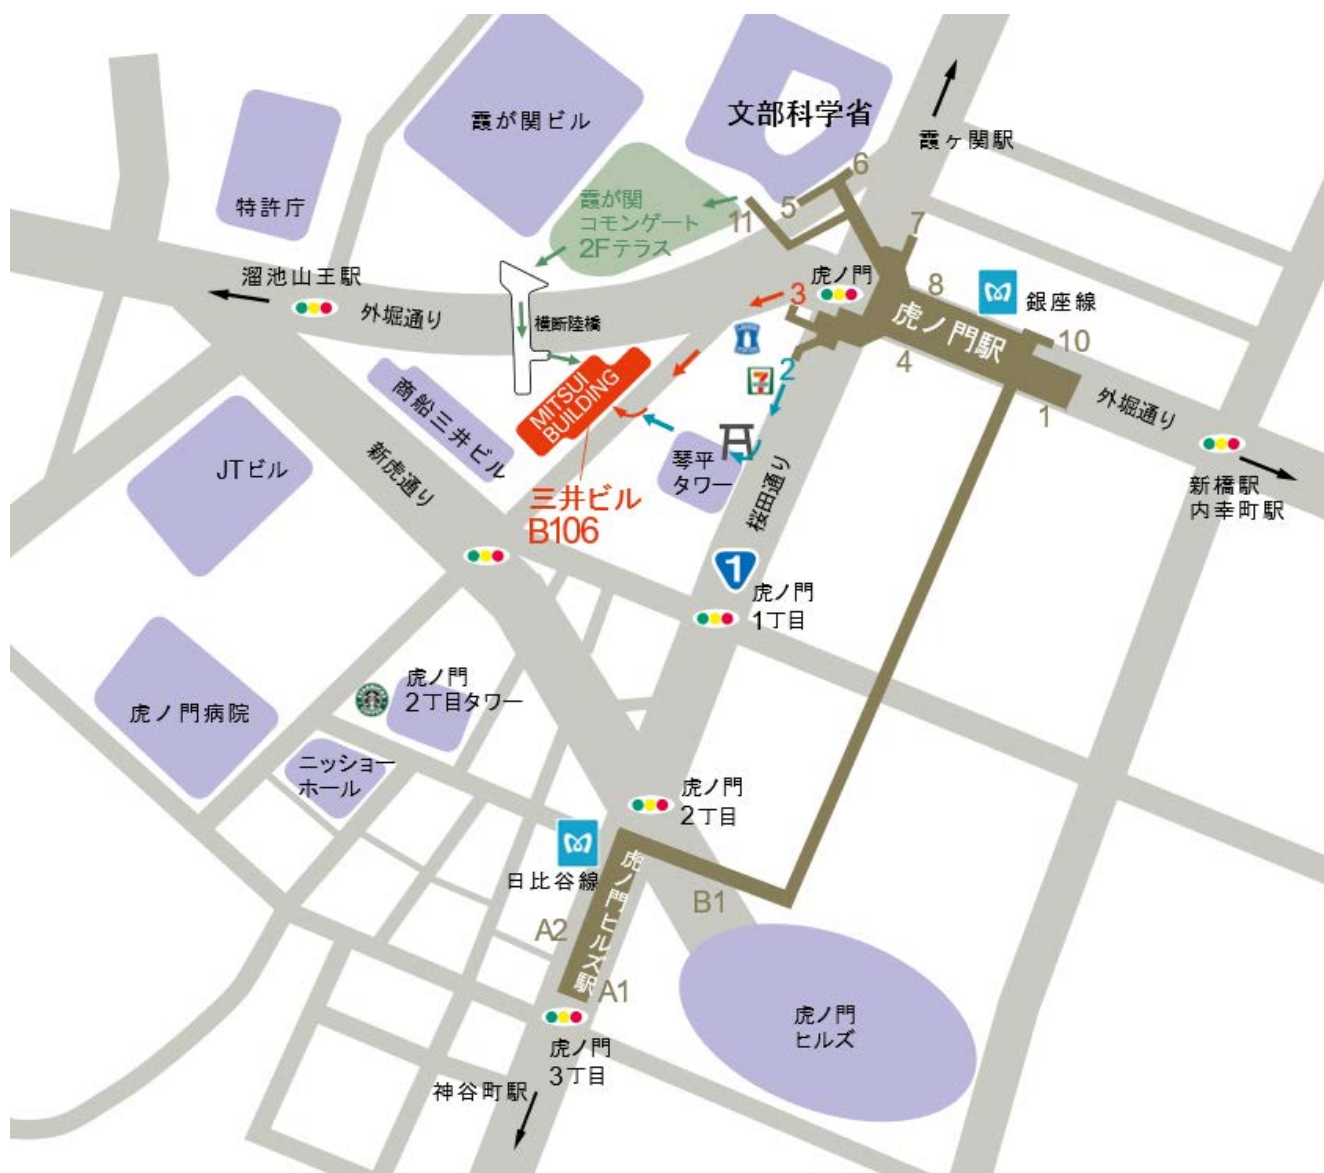 霞が関ビル
文部科学省
霞ヶ関駅
特許庁
霞が関
コモンゲート
2Fテラス
11
5
6
7
溜池山王駅
外堀通り
横断陸橋
虎ノ門
3
8
銀座線
虎ノ門駅
10
4
2
1
7
外堀通り
新橋駅
内幸町駅
MITSUI
BUILDING
商船三井ビル
新虎通り
JTビル
琴平
タワー
桜田通り
三井ビル
B106
1
虎ノ門
1丁目
虎ノ門
2丁目タワー
虎ノ門病院
ニッショー
ホール
虎ノ門
2丁目
日比谷線
虎ノ門ヒルズ駅
B1
A2
A1
虎ノ門
ヒルズ
虎ノ門
3丁目
神谷町駅